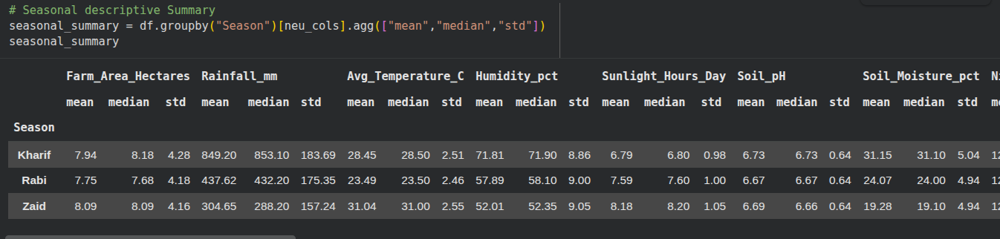 # Seasonal descriptive Summary
seasonal_summary = df.groupby("Season")[neu_cols].agg(["mean","median","std"])
seasonal_summary
Farm_Area_Hectares Rainfall_mm Avg_Temperature_C Humidity_pct Sunlight_Hours_Day Soil_pH Soil_Moisture_pct
mean median std mean median std mean median std mean median std mean median std mean median std mean median std
Season
Kharif 7.94 8.18 4.28 849.20 853.10 183.69 28.45 28.50 2.51 71.81 71.90 8.86 6.79 6.80 0.98 6.73 6.73 0.64 31.15 31.10 5.04
Rabi 7.75 7.68 4.18 437.62 432.20 175.35 23.49 23.50 2.46 57.89 58.10 9.00 7.59 7.60 1.00 6.67 6.67 0.64 24.07 24.00 4.94
Zaid 8.09 8.09 4.16 304.65 288.20 157.24 31.04 31.00 2.55 52.01 52.35 9.05 8.18 8.20 1.05 6.69 6.66 0.64 19.28 19.10 4.94